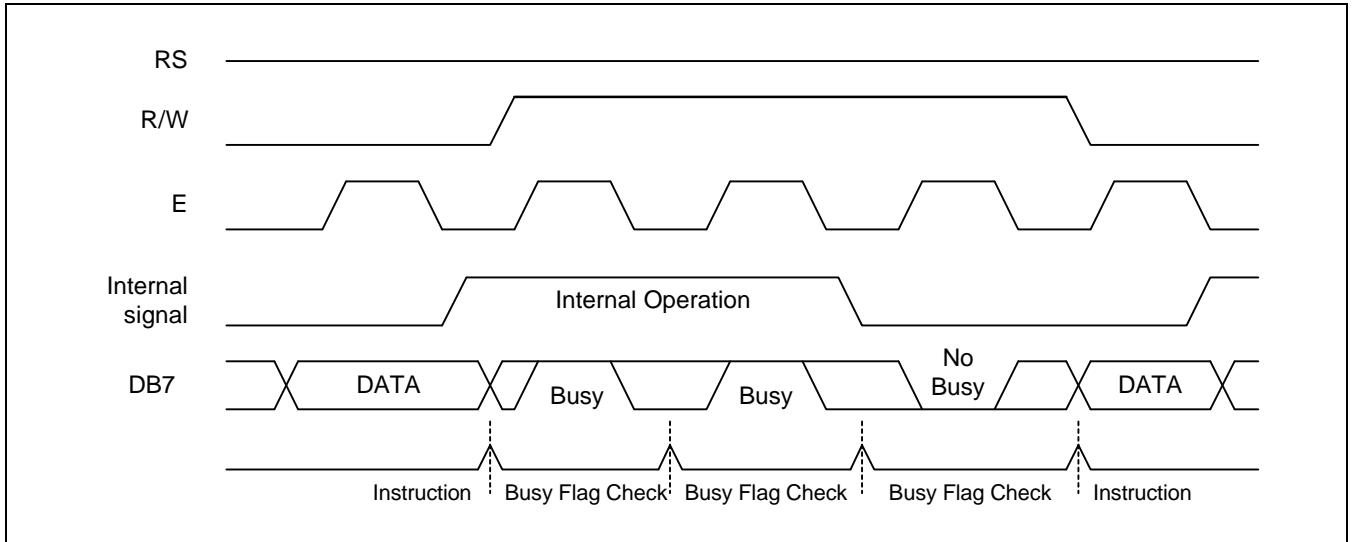 RS
R/W
E
Internal
signal
Internal Operation
DB7
DATA
Busy
Busy
No
Busy
DATA
Instruction
Busy Flag Check
Busy Flag Check
Busy Flag Check
Instruction